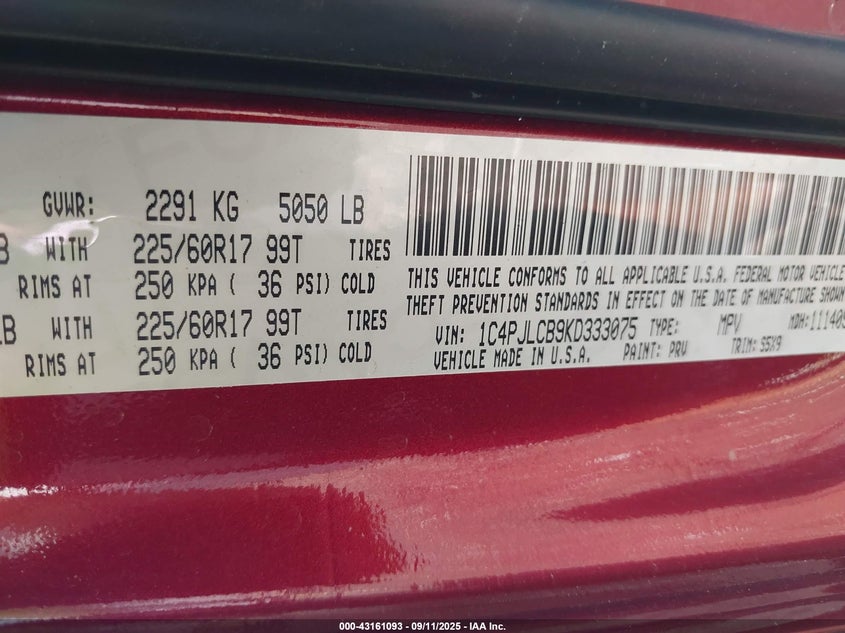 GVWR: 2291 KG 5050 LB
B WITH 225/60R17 99T TIRES
RIMS AT 250 KPA ( 36 PSI) COLD
LB WITH 225/60R17 99T TIRES
RIMS AT 250 KPA ( 36 PSI) COLD
THIS VEHICLE CONFORMS TO ALL APPLICABLE U.S.A. FEDERAL MOTOR VEHICLE
THEFT PREVENTION STANDARDS IN EFFECT ON THE DATE OF MANUFACTURE SHOWN
VIN: 1C4PJLCB9KD333075 TYPE: MPV MDH: 111409
VEHICLE MADE IN U.S.A. PAINT: PRV TRIM: S5X9
000-43161093 - 09/11/2025 - IAA Inc.